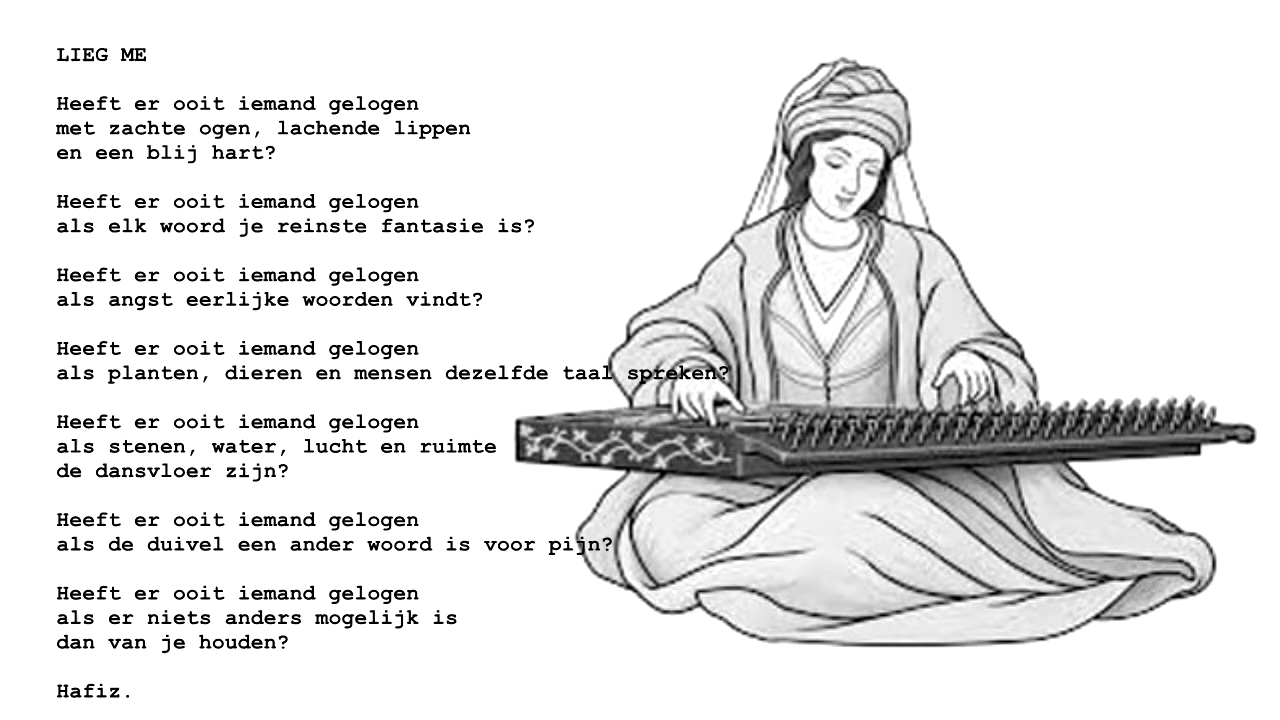 LIEG ME
Heeft er ooit iemand gelogen
met zachte ogen, lachende lippen
en een blij hart?
Heeft er ooit iemand gelogen
als elk woord je reinste fantasie is?
Heeft er ooit iemand gelogen
als angst eerlijke woorden vindt?
Heeft er ooit iemand gelogen
als planten, dieren en mensen dezelfde taal spreken?
Heeft er ooit iemand gelogen
als stenen, water, lucht en ruimte
de dansvloer zijn?
Heeft er ooit iemand gelogen
als de duivel een ander woord is voor pijn?
Heeft er ooit iemand gelogen
als er niets anders mogelijk is
dan van je houden?
Hafiz.